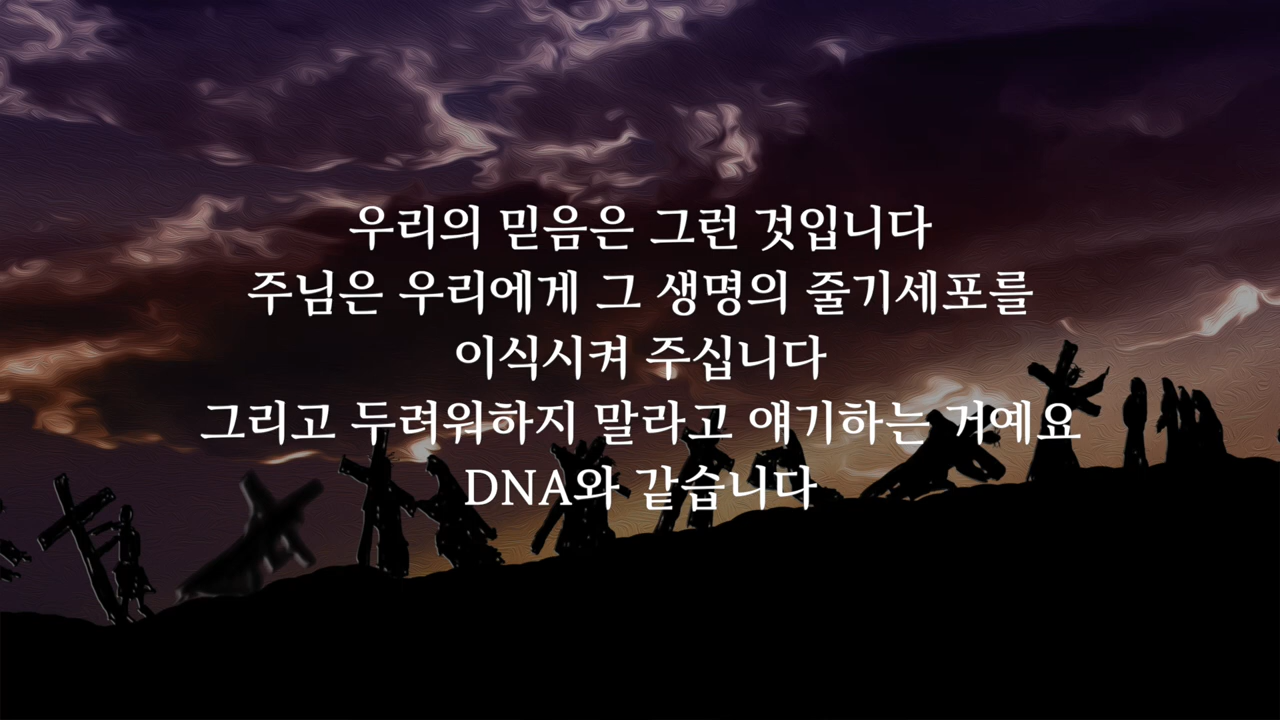 우리의 믿음은 그런 것입니다
주님은 우리에게 그 생명의 줄기세포를
이식시켜 주십니다
그리고 두려워하지 말라고 얘기하는 거예요
DNA와 같습니다